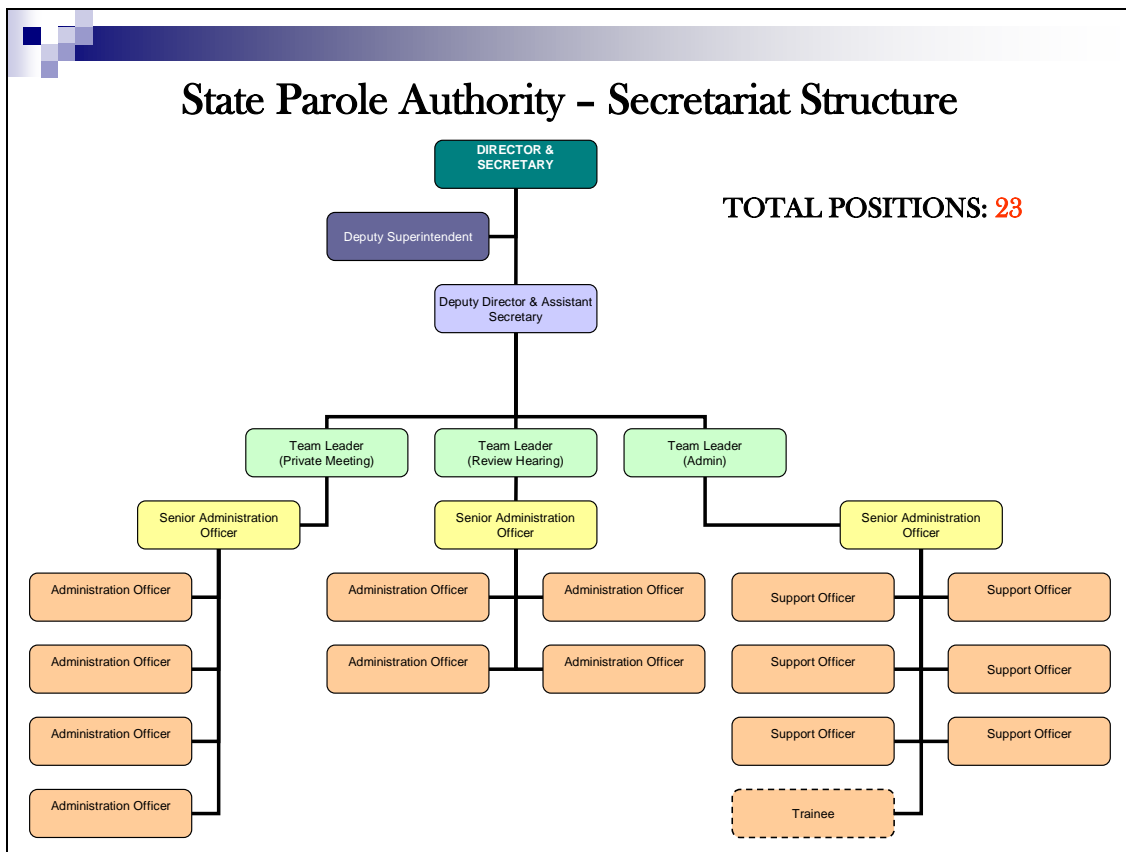 State Parole Authority – Secretariat Structure
DIRECTOR &
SECRETARY
TOTAL POSITIONS: 23
Deputy Superintendent
Deputy Director & Assistant
Secretary
Team Leader
(Private Meeting)
Team Leader
(Review Hearing)
Team Leader
(Admin)
Senior Administration
Officer
Senior Administration
Officer
Senior Administration
Officer
Administration Officer
Administration Officer
Administration Officer
Support Officer
Support Officer
Administration Officer
Administration Officer
Administration Officer
Support Officer
Support Officer
Administration Officer
Support Officer
Support Officer
Administration Officer
Trainee